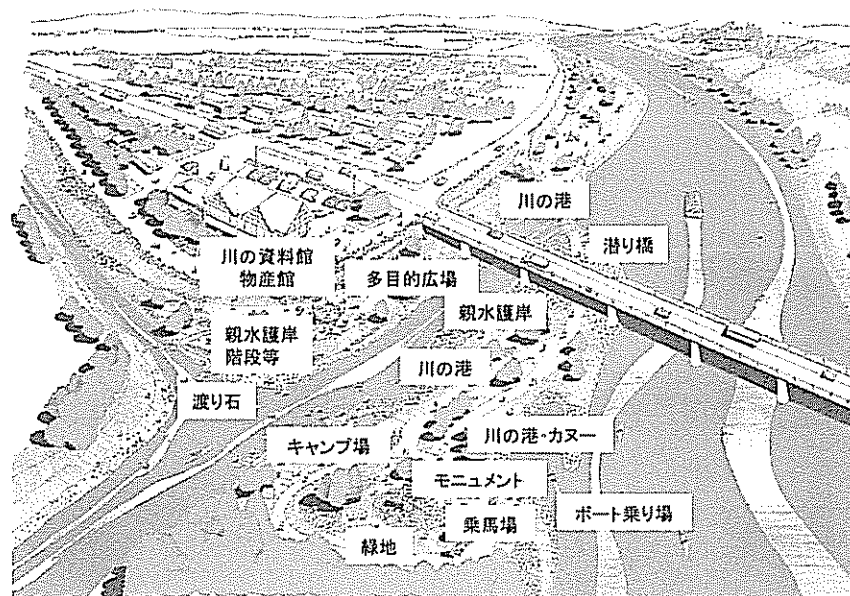 川の港
潜り橋
川の資料館
物産館
多目的広場
親水護岸
親水護岸
階段等
川の港
渡り石
キャンプ場
川の港・カヌー
モニュメント
ボート乗り場
乗馬場
緑地